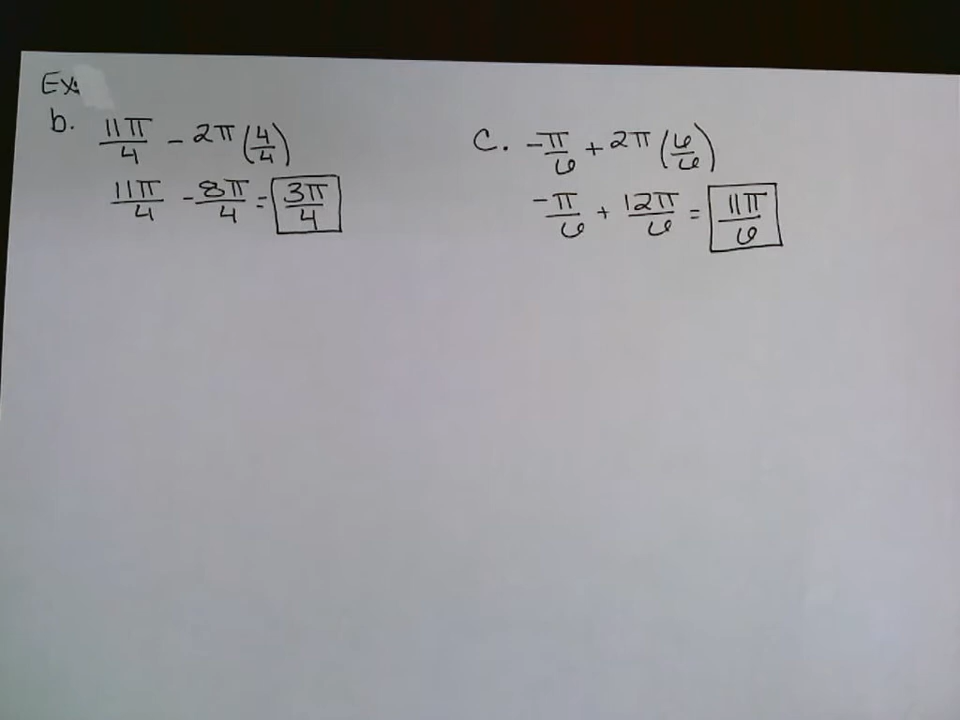 Ex:
b. 11π/4 - 2π (4/4)
11π/4 - 8π/4 = 3π/4
c. -π/6 + 2π (6/6)
-π/6 + 12π/6 = 11π/6